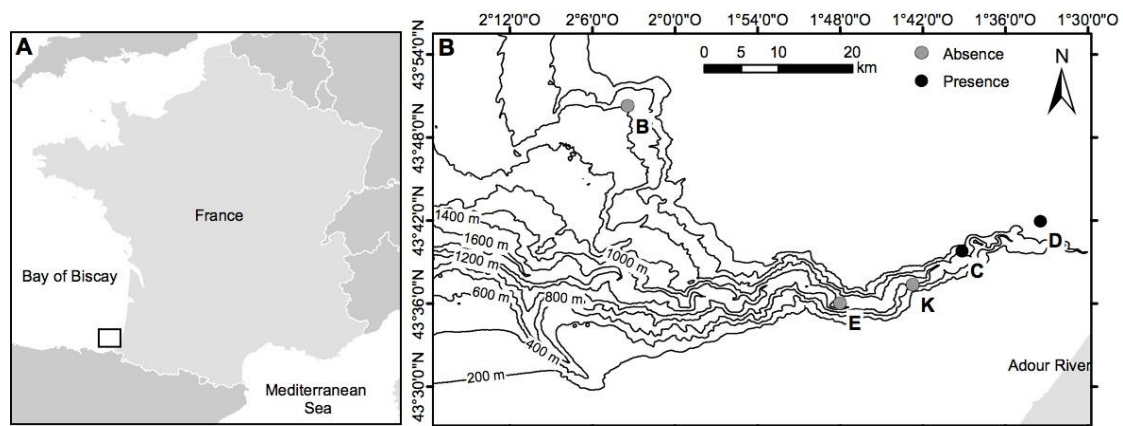 A
France
Bay of Biscay
Mediterranean
Sea
B
2°12'0"O 2°6'0"O 2°0'0"O 1°54'0"O 1°48'0"O 1°42'0"O 1°36'0"O 1°30'0"O
43°54'0"N
43°48'0"N
43°42'0"N
43°36'0"N
43°30'0"N
0 5 10 20
km
Absence
Presence
N
B
D
C
K
E
1400 m
1600 m
1200 m
1000 m
600 m
800 m
400 m
200 m
Adour River